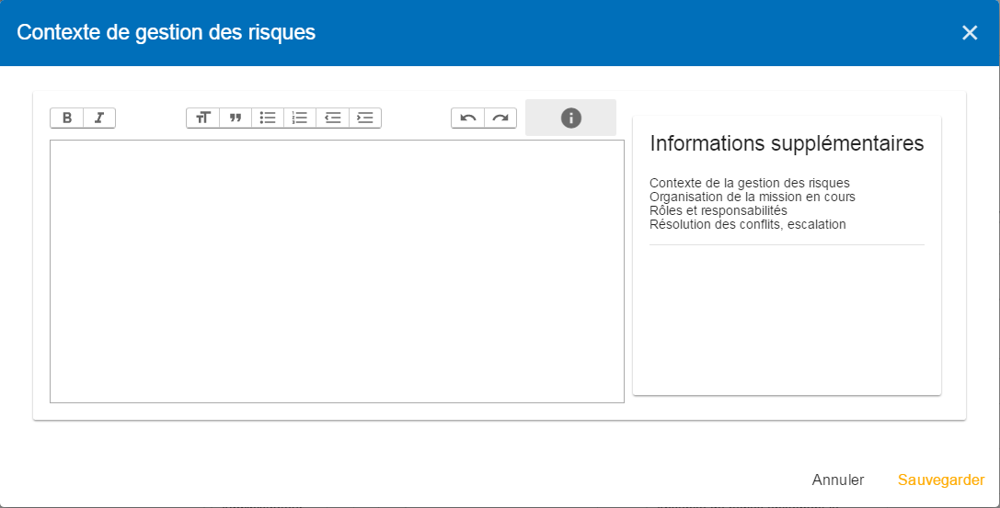 Contexte de gestion des risques
Informations supplémentaires
Contexte de la gestion des risques
Organisation de la mission en cours
Rôles et responsabilités
Résolution des conflits, escalation
Annuler Sauvegarder